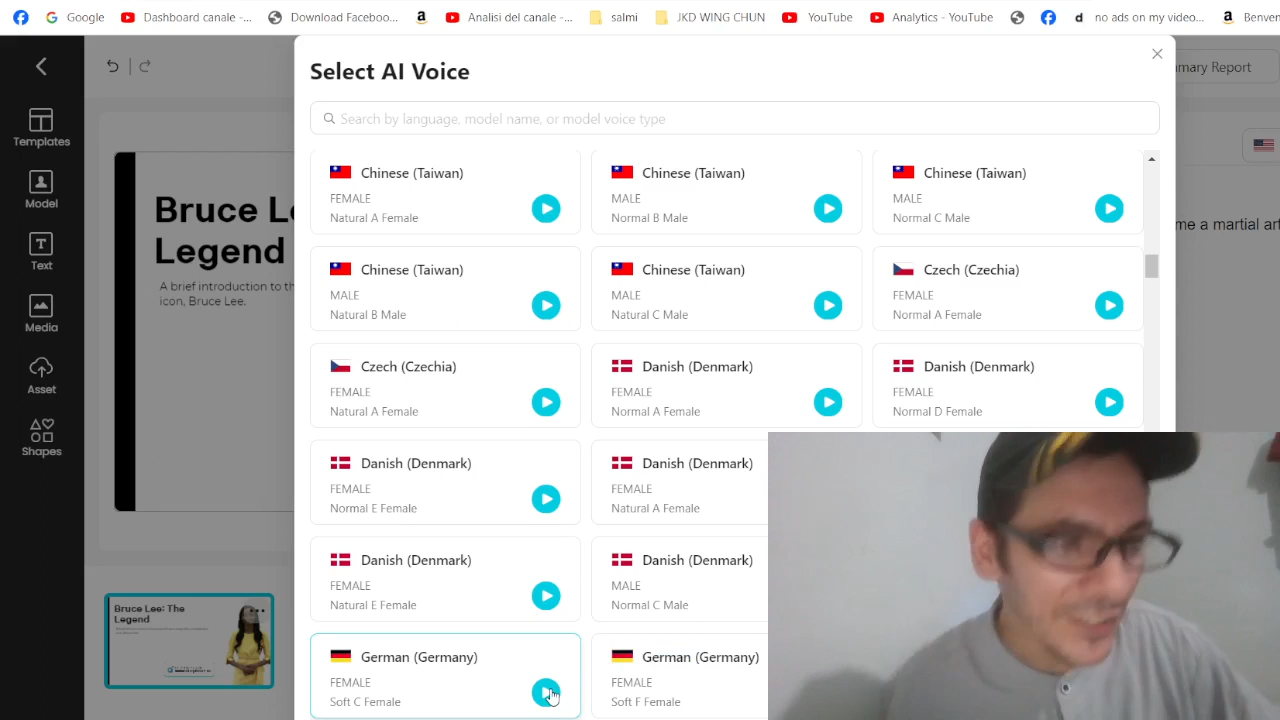 Google
Dashboard canale -...
Download Faceboo...
Analisi del canale -...
salmi
JKD WING CHUN
YouTube
Analytics - YouTube
no ads on my video...
Benven
Select AI Voice
mary Report
Search by language, model name, or model voice type
Templates
Model
Text
Media
Asset
Shapes
Bruce L
Legend
A brief introduction to th
icon, Bruce Lee.
me a martial art
Chinese (Taiwan)
FEMALE
Natural A Female
Chinese (Taiwan)
MALE
Normal B Male
Chinese (Taiwan)
MALE
Normal C Male
Chinese (Taiwan)
MALE
Natural B Male
Chinese (Taiwan)
MALE
Natural C Male
Czech (Czechia)
FEMALE
Normal A Female
Czech (Czechia)
FEMALE
Natural A Female
Danish (Denmark)
FEMALE
Normal A Female
Danish (Denmark)
FEMALE
Normal D Female
Danish (Denmark)
FEMALE
Normal E Female
Danish (Denmark)
FEMALE
Natural A Female
Danish (Denmark)
FEMALE
Natural E Female
Danish (Denmark)
MALE
Normal C Male
German (Germany)
FEMALE
Soft C Female
German (Germany)
FEMALE
Soft F Female
Bruce Lee: The
Legend